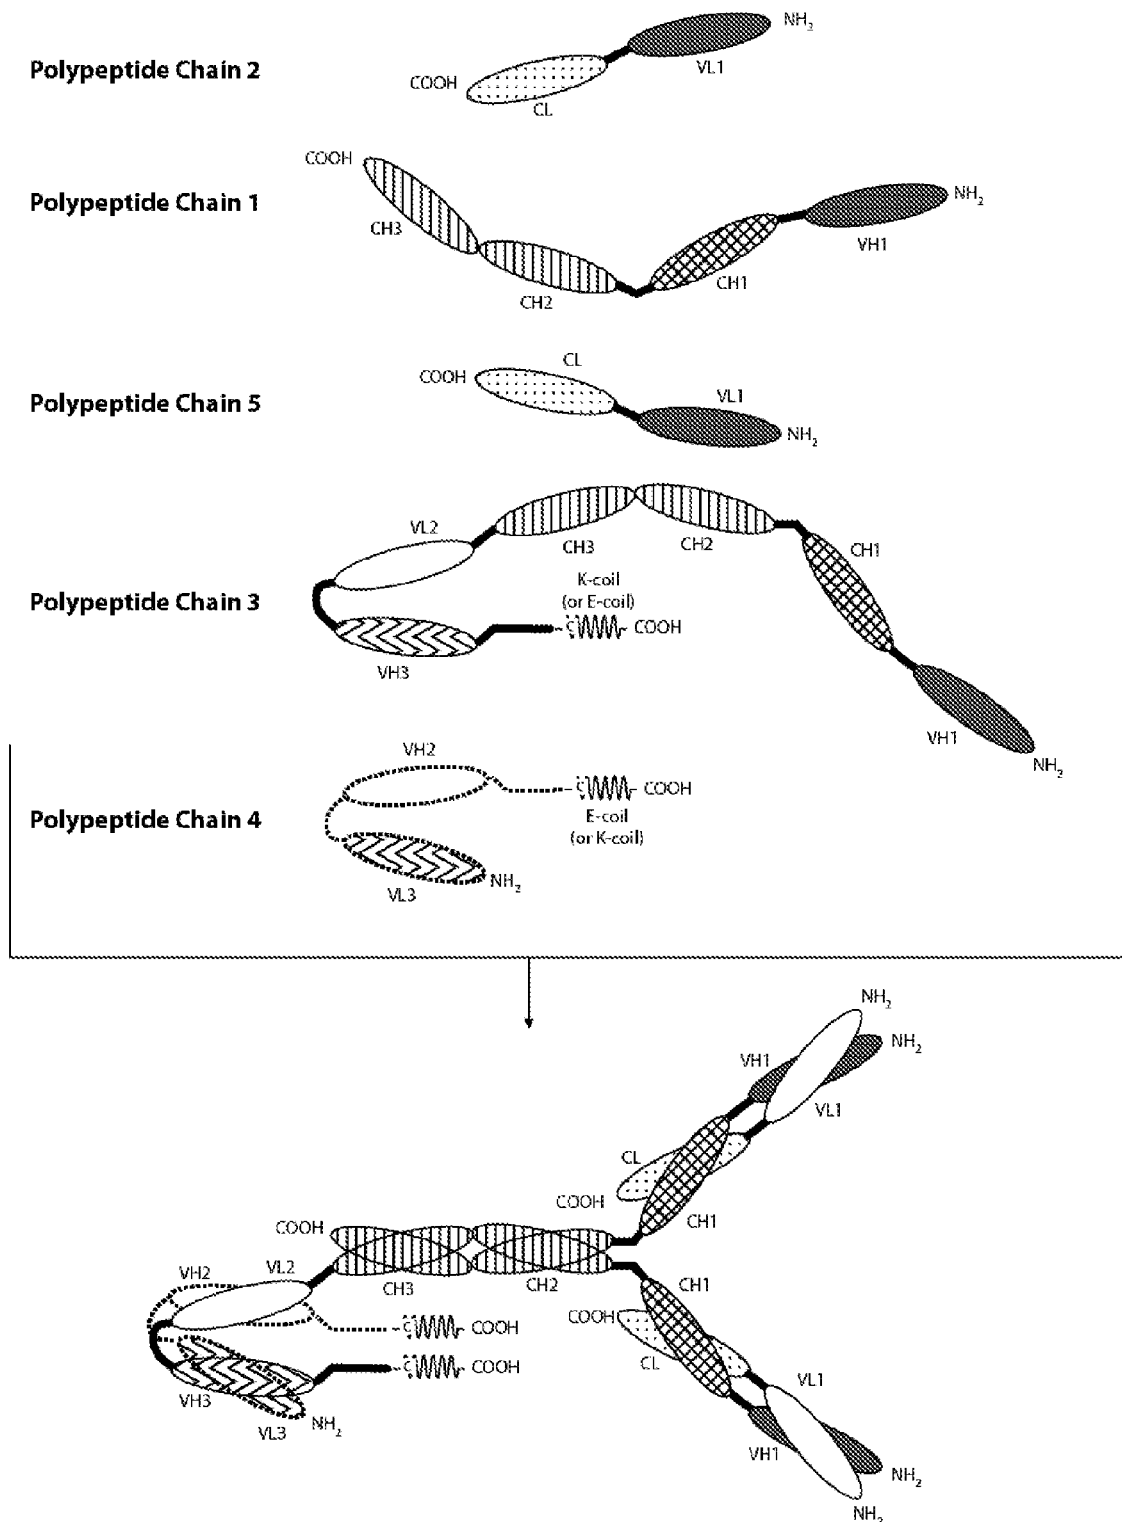 NH2
Polypeptide Chain 2
VL1
COOH
CL
COOH
NH2
Polypeptide Chain 1
CH3
VH1
CH1
CH2
CL
COOH
VL1
Polypeptide Chain 5
NH2
VL2
CH3
CH2
CH1
K-coil
(or E-coil)
Polypeptide Chain 3
C
COOH
VH3
VH1
NH2
VH2
C
COOH
Polypeptide Chain 4
E-coil
(or K-coil)
VL3
NH2
NH2
NH2
VH1
VL1
CL
COOH
CH1
COOH
VH2
VL2
CH3
CH2
CH1
COOH
C
COOH
CL
C
COOH
VL1
VH3
VL3
NH2
VH1
NH2
NH2